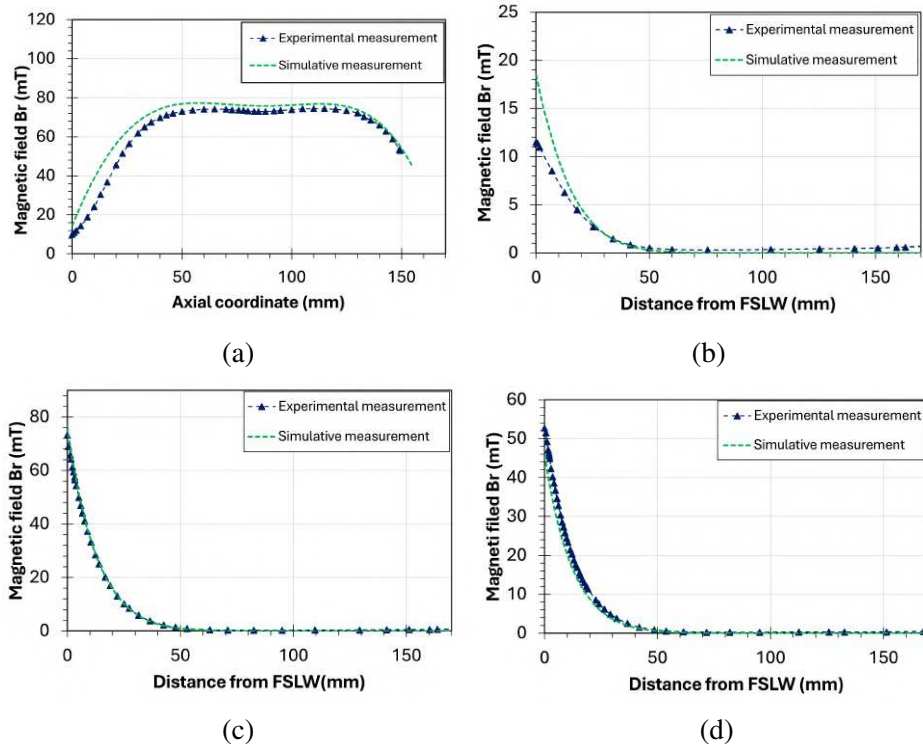 120
100
80
60
40
20
0
Magnetic field Br (mT)
Experimental measurement
Simulative measurement
0 50 100 150
Axial coordinate (mm)
(a)
25
20
15
10
5
0
Magnetic field Br (mT)
Experimental measurement
Simulative measurement
0 50 100 150
Distance from FSLW (mm)
(b)
80
60
40
20
0
Magnetic field Br (mT)
Experimental measurement
Simulative measurement
0 50 100 150
Distance from FSLW(mm)
(c)
60
50
40
30
20
10
0
Magneti filed Br (mT)
Experimental measurement
Simulative measurement
0 50 100 150
Distance from FSLW (mm)
(d)